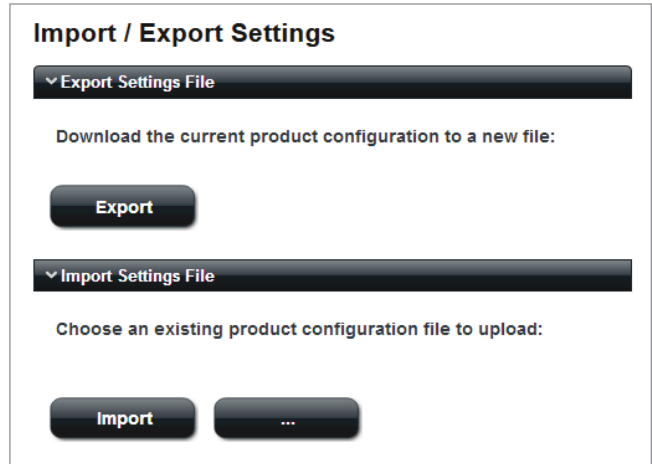 Import / Export Settings
Export Settings File
Download the current product configuration to a new file:
Export
Import Settings File
Choose an existing product configuration file to upload:
Import ...